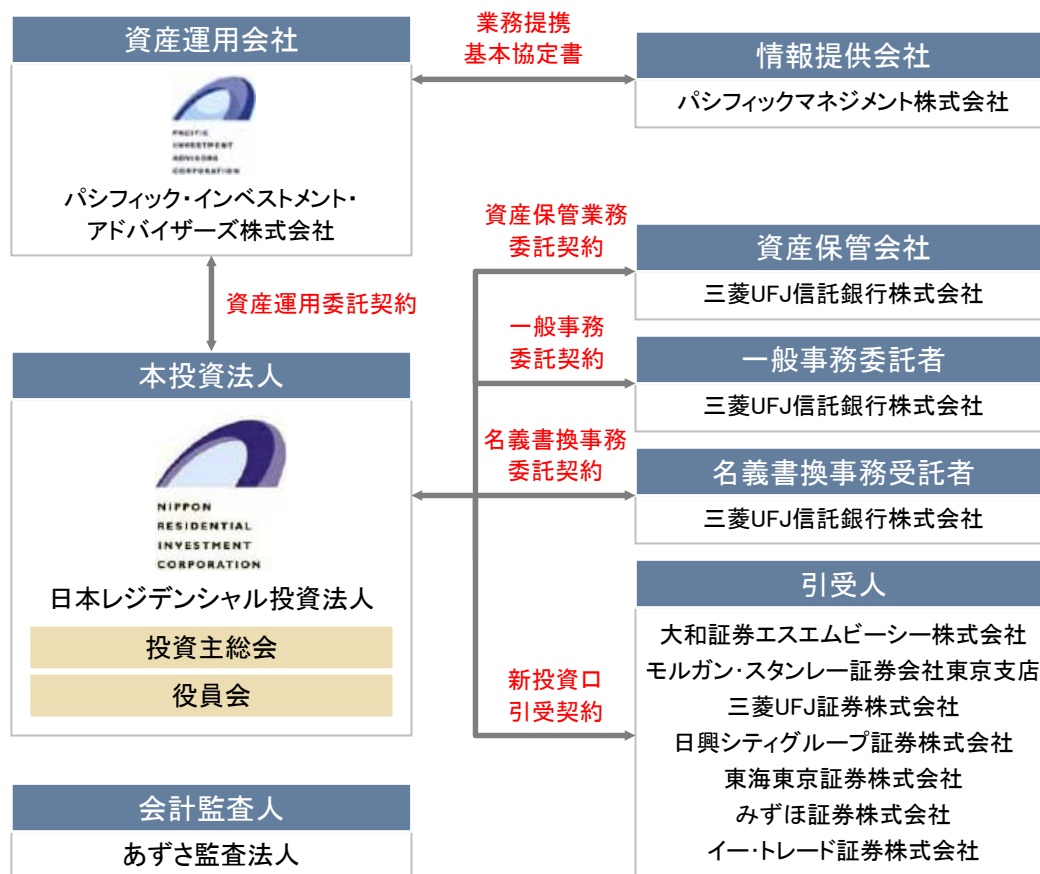 資産運用会社
PACIFIC
INVESTMENT
ADVISORS
CORPORATION
パシフィック・インベストメント・
アドバイザーズ株式会社
業務提携
基本協定書
情報提供会社
パシフィックマネジメント株式会社
資産運用委託契約
本投資法人
NIPPON
RESIDENTIAL
INVESTMENT
CORPORATION
日本レジデンシャル投資法人
投資主総会
役員会
資産保管業務
委託契約
資産保管会社
三菱UFJ信託銀行株式会社
一般事務
委託契約
一般事務委託者
三菱UFJ信託銀行株式会社
名義書換事務
委託契約
名義書換事務受託者
三菱UFJ信託銀行株式会社
新投資口
引受契約
引受人
大和証券エスエムビーシー株式会社
モルガン・スタンレー証券会社東京支店
三菱UFJ証券株式会社
日興シティグループ証券株式会社
東海東京証券株式会社
みずほ証券株式会社
イー・トレード証券株式会社
会計監査人
あずさ監査法人